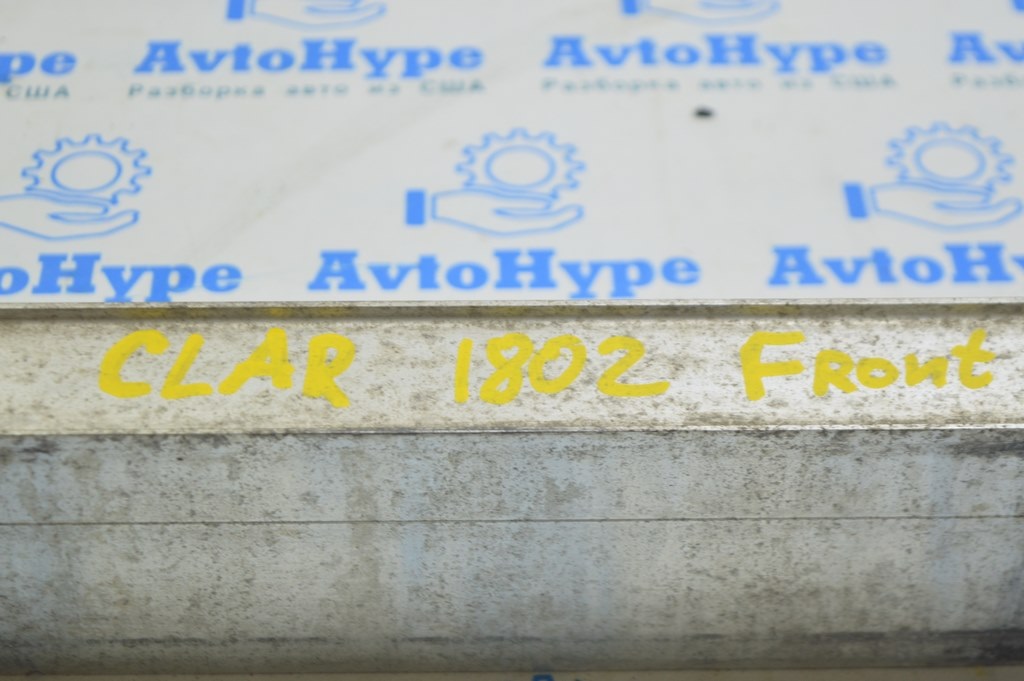 AvtoHype AvtoHype
Разборка авто из США Разборка авто из США
AvtoHype AvtoHype
CLAR 1802 Front